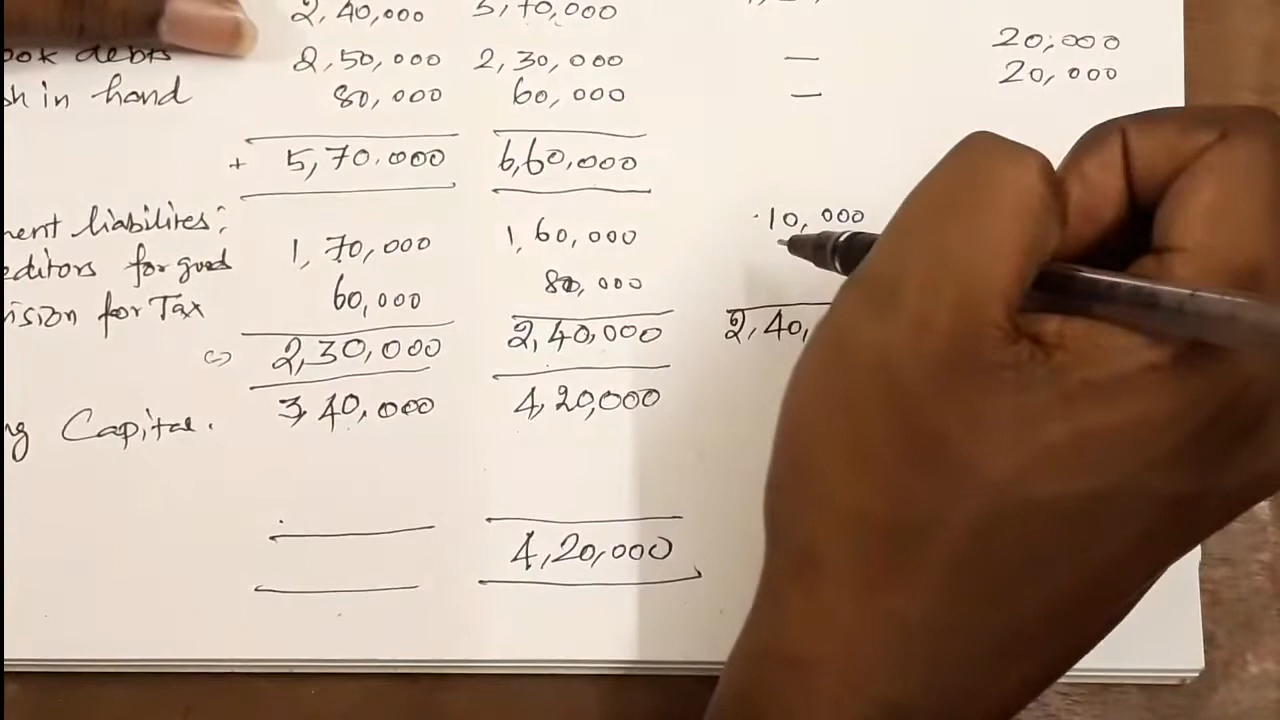 2,40,000 3,70,000
20,000
ook debts 2,50,000 2,30,000 —
20,000
sh in hand 80,000 60,000 —
+ 5,70,000 6,60,000
nent liabilites:
10,000
editors for good 1,70,000 1,60,000
ision for Tax 60,000 80,000
(-) 2,30,000 2,40,000 2,40,
3,40,000 4,20,000
ng Capital.
4,20,000